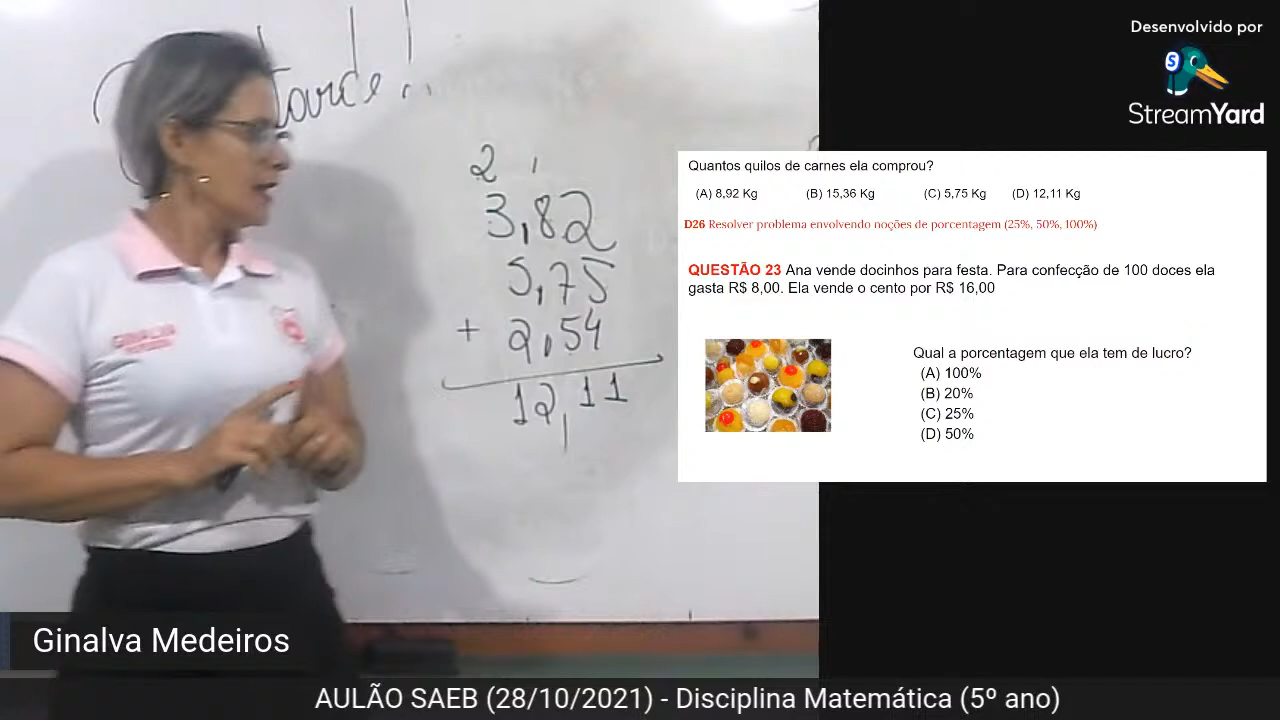 tarde!
2 1
3,82
5,75
+ 2,54
12,11
GINALVA
Desenvolvido por
StreamYard
Quantos quilos de carnes ela comprou?
(A) 8,92 Kg (B) 15,36 Kg (C) 5,75 Kg (D) 12,11 Kg
D26 Resolver problema envolvendo noções de porcentagem (25%, 50%, 100%)
QUESTÃO 23 Ana vende docinhos para festa. Para confecção de 100 doces ela
gasta R$ 8,00. Ela vende o cento por R$ 16,00
Qual a porcentagem que ela tem de lucro?
(A) 100%
(B) 20%
(C) 25%
(D) 50%
Ginalva Medeiros
AULÃO SAEB (28/10/2021) - Disciplina Matemática (5º ano)